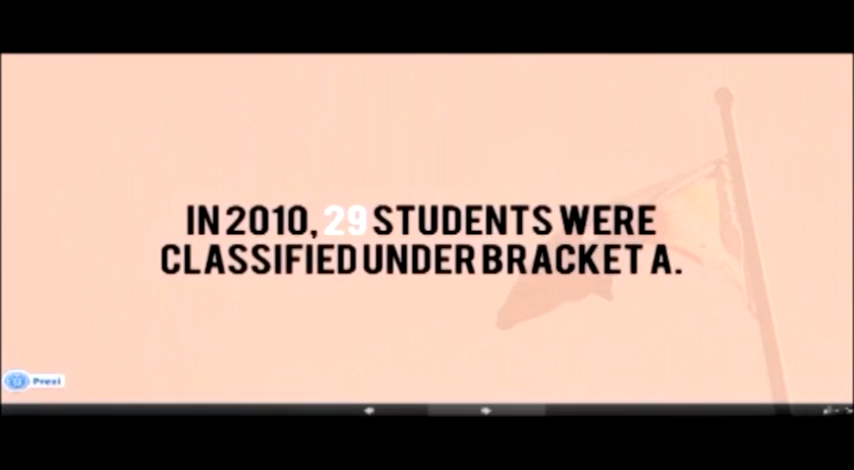 IN 2010, 29 STUDENTS WERE
CLASSIFIED UNDER BRACKET A.
Prezi